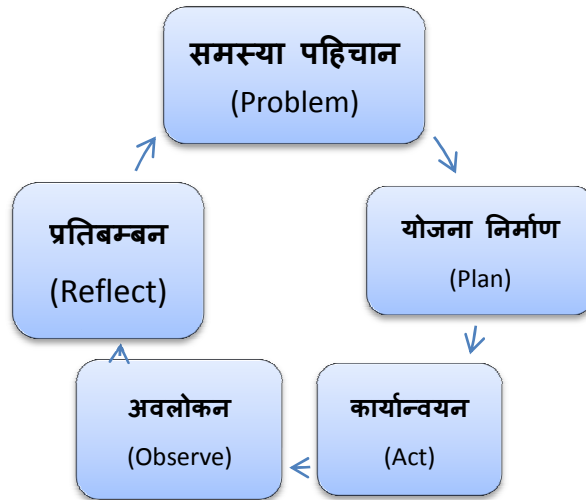 समस्या पहिचान
(Problem)
योजना निर्माण
(Plan)
कार्यान्वयन
(Act)
अवलोकन
(Observe)
प्रतिबम्बन
(Reflect)